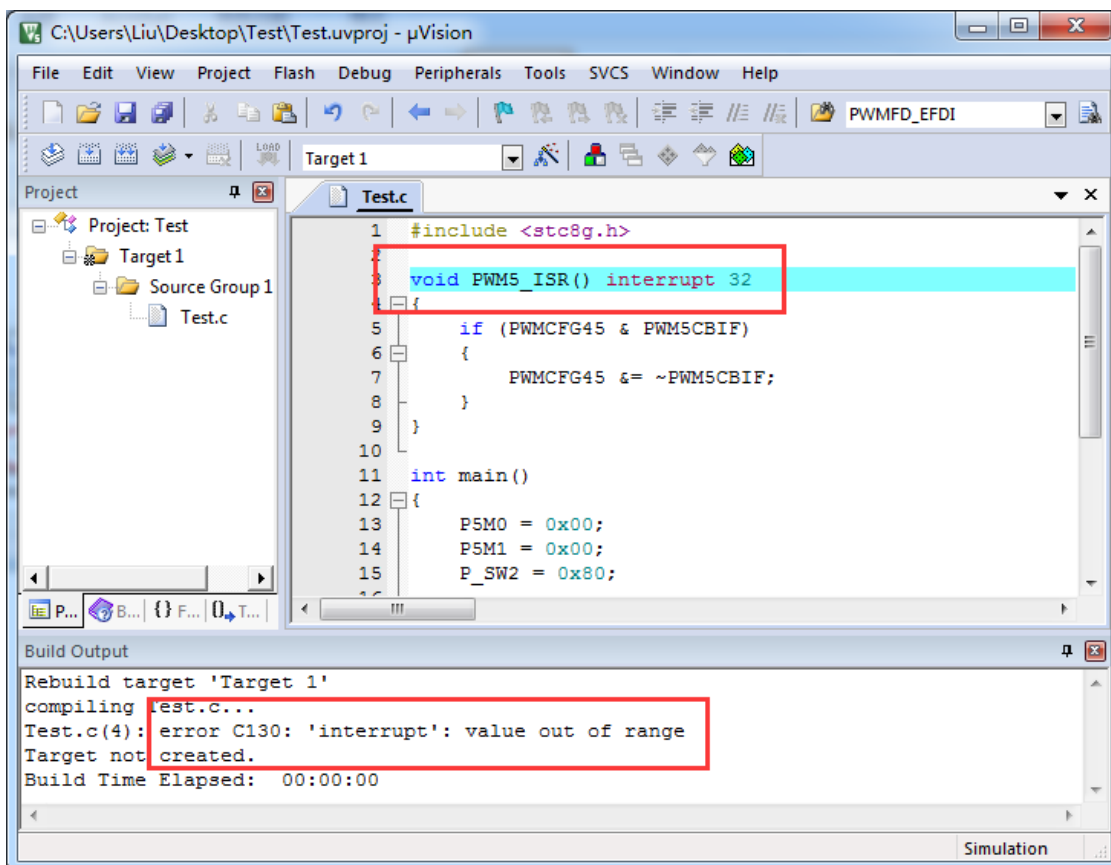 C:\Users\Liu\Desktop\Test\Test.uvproj - µVision
File Edit View Project Flash Debug Peripherals Tools SVCS Window Help
PWMFD_EFDI
LOAD
Target 1
Project
Project: Test
Target 1
Source Group 1
Test.c
P... B... {} F... T...
Test.c
1 #include <stc8g.h>
2
3 void PWM5_ISR() interrupt 32
4 {
5 if (PWMCFG45 & PWM5CBIF)
6 {
7 PWMCFG45 &= ~PWM5CBIF;
8 }
9 }
10
11 int main()
12 {
13 P5M0 = 0x00;
14 P5M1 = 0x00;
15 P_SW2 = 0x80;
Build Output
Rebuild target 'Target 1'
compiling Test.c...
Test.c(4): error C130: 'interrupt': value out of range
Target not created.
Build Time Elapsed: 00:00:00
Simulation